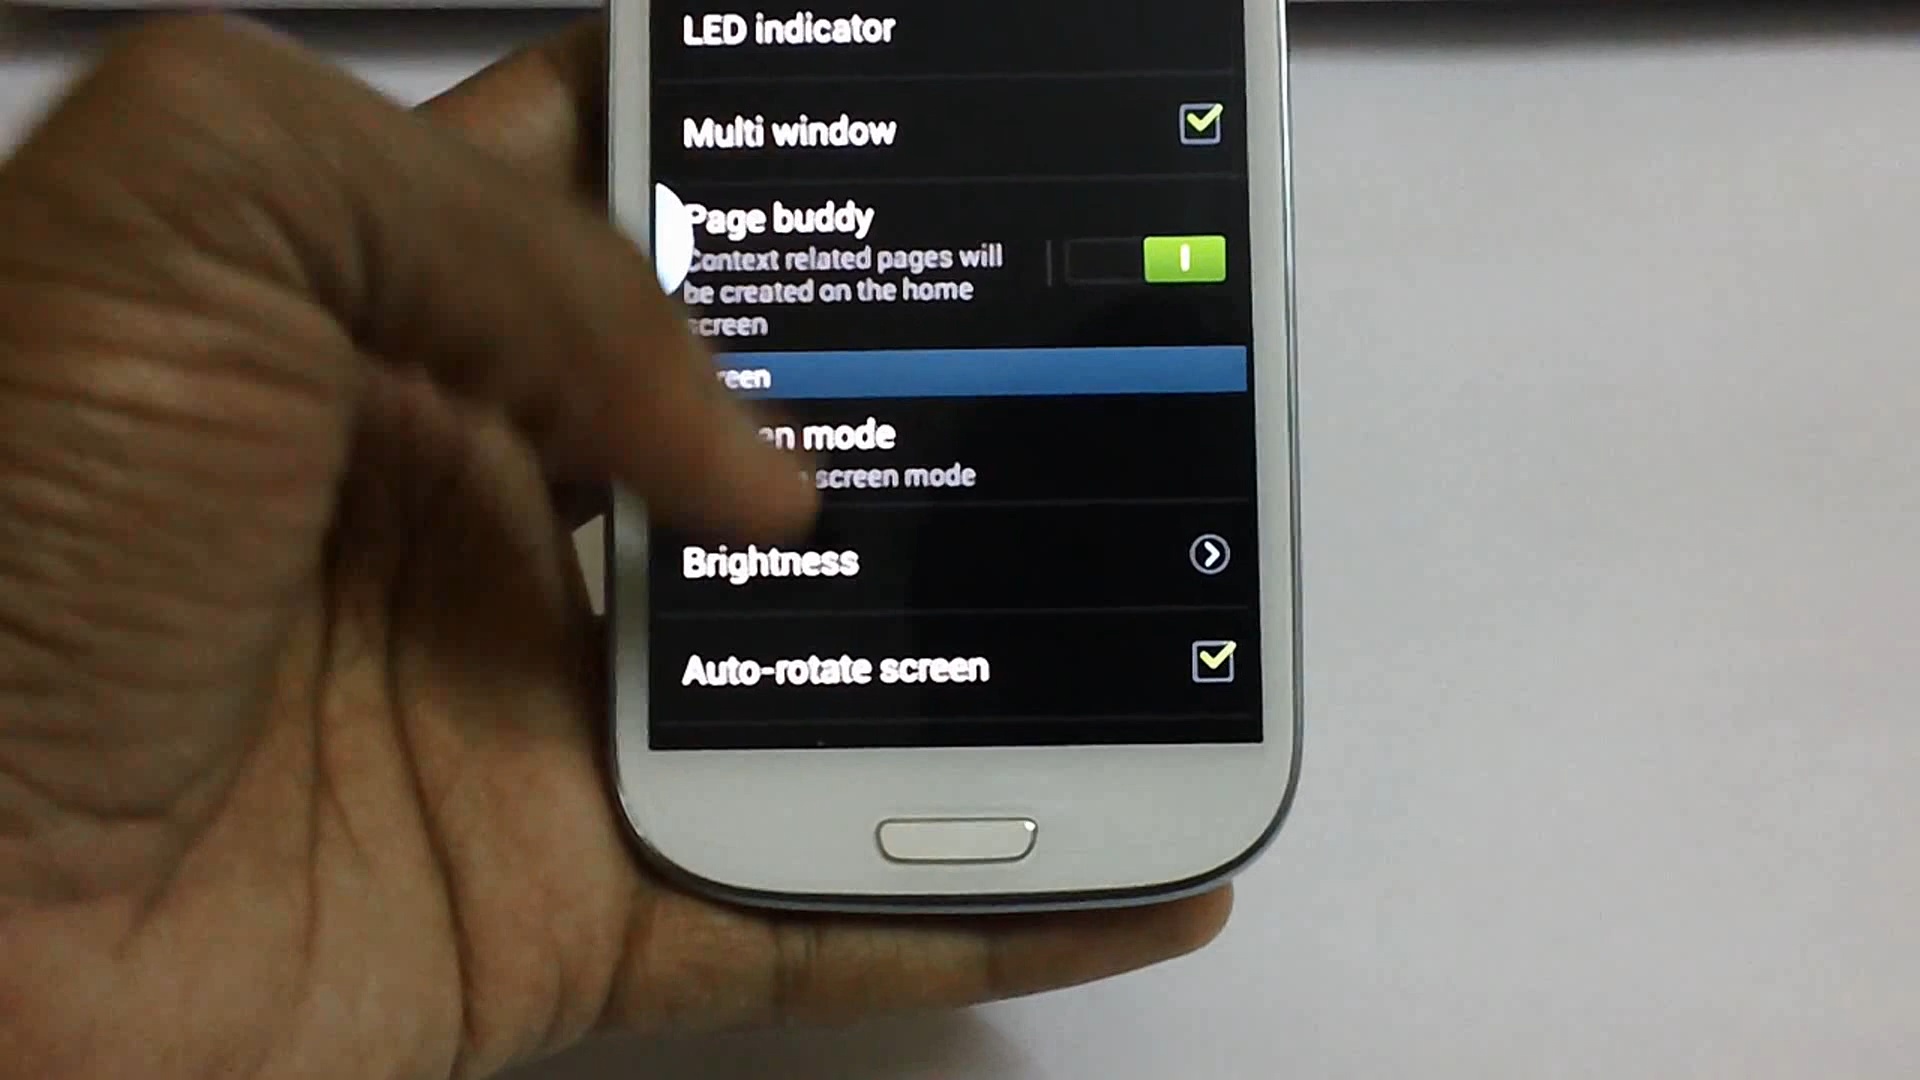 LED indicator
Multi window
Page buddy
Context related pages will
be created on the home
screen
mode
screen mode
Brightness
Auto-rotate screen